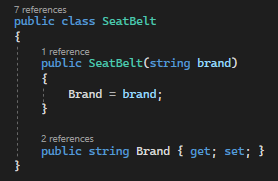 7 references
public class SeatBelt
{
1 reference
public SeatBelt(string brand)
{
Brand = brand;
}
2 references
public string Brand { get; set; }
}